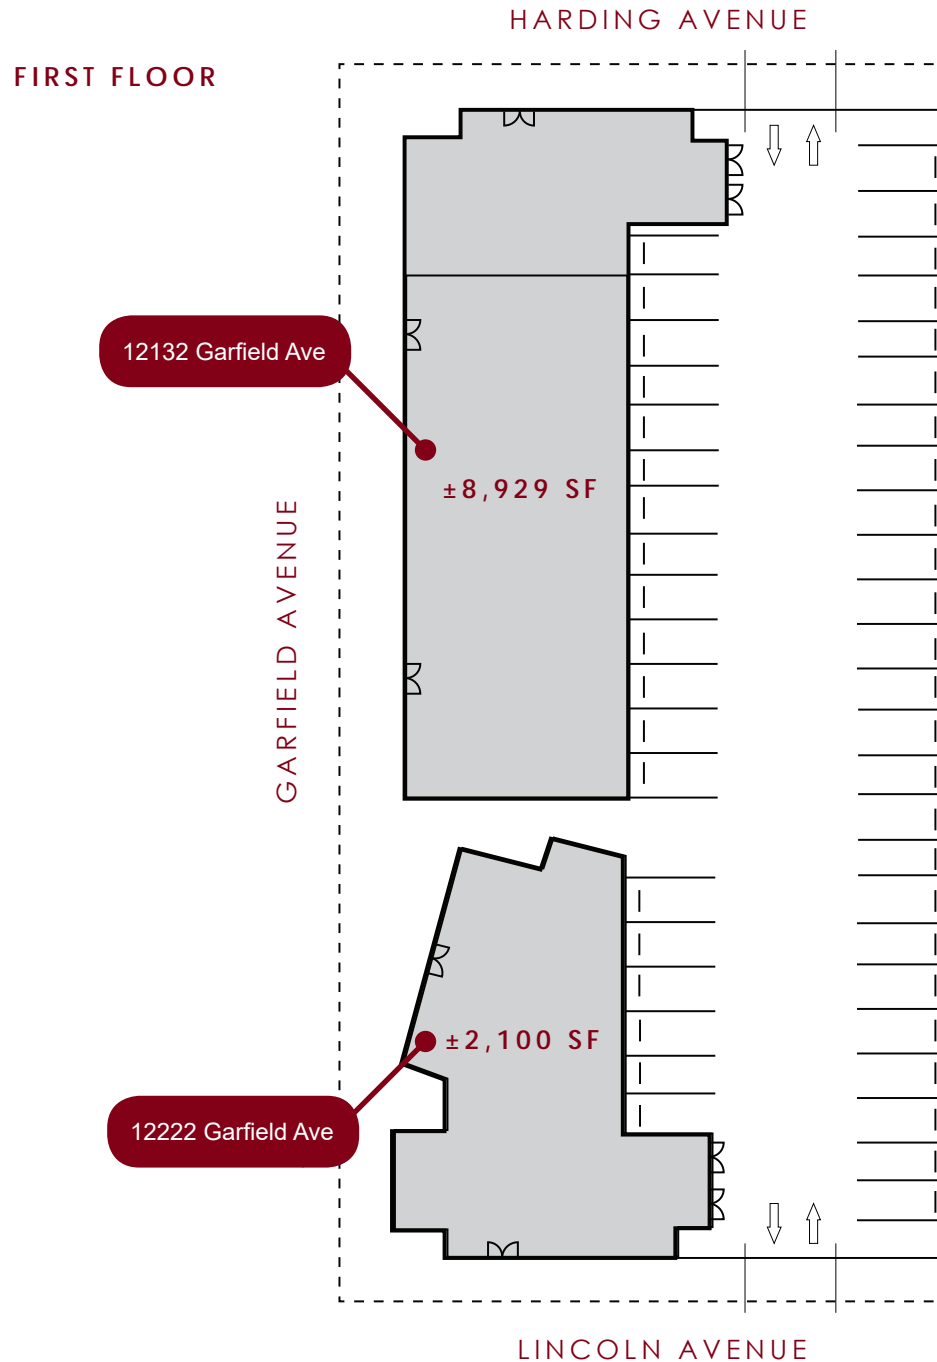 HARDING AVENUE
FIRST FLOOR
12132 Garfield Ave
±8,929 SF
GARFIELD AVENUE
±2,100 SF
12222 Garfield Ave
LINCOLN AVENUE